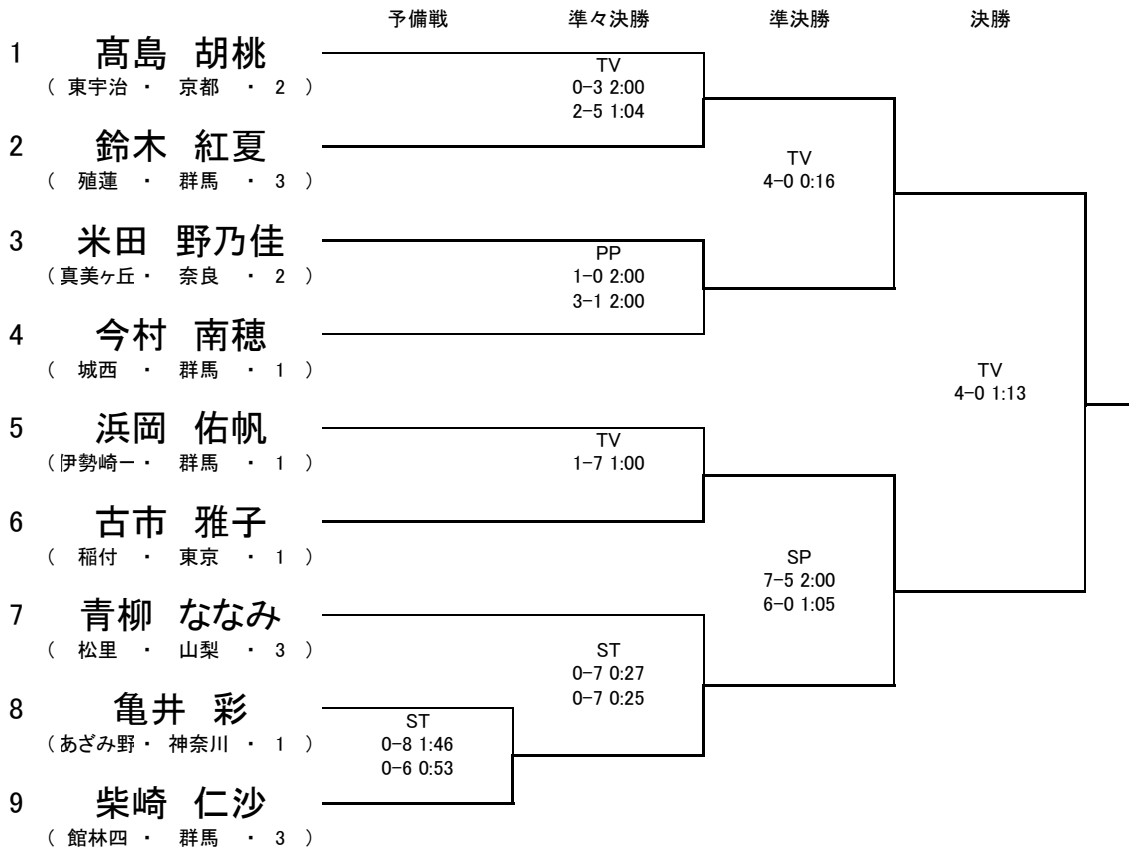 予備戦 準々決勝 準決勝 決勝
1 髙島 胡桃
( 東宇治 ・ 京都 ・ 2 )
TV
0-3 2:00
2-5 1:04
2 鈴木 紅夏
( 殖蓮 ・ 群馬 ・ 3 )
TV
4-0 0:16
3 米田 野乃佳
(真美ヶ丘・ 奈良 ・ 2 )
PP
1-0 2:00
3-1 2:00
4 今村 南穂
( 城西 ・ 群馬 ・ 1 )
TV
4-0 1:13
5 浜岡 佑帆
(伊勢崎一・ 群馬 ・ 1 )
TV
1-7 1:00
6 古市 雅子
( 稲付 ・ 東京 ・ 1 )
SP
7-5 2:00
6-0 1:05
7 青柳 ななみ
( 松里 ・ 山梨 ・ 3 )
ST
0-7 0:27
0-7 0:25
8 亀井 彩
(あざみ野・ 神奈川 ・ 1 )
ST
0-8 1:46
0-6 0:53
9 柴崎 仁沙
( 館林四 ・ 群馬 ・ 3 )